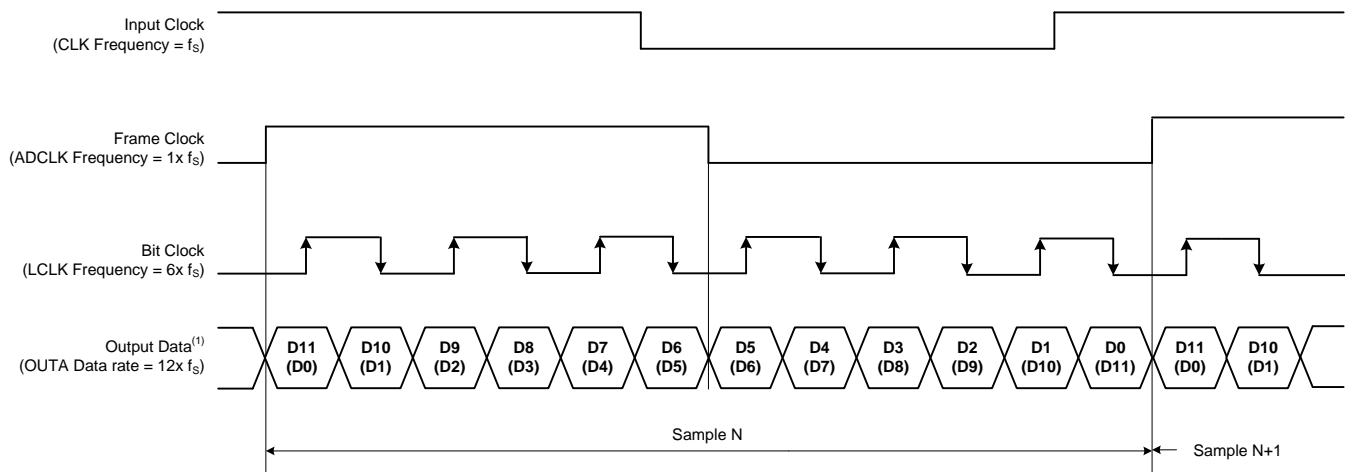 Input Clock
(CLK Frequency = fS)
Frame Clock
(ADCLK Frequency = 1x fS)
Bit Clock
(LCLK Frequency = 6x fS)
Output Data(1)
(OUTA Data rate = 12x fS)
D11 D10 D9 D8 D7 D6 D5 D4 D3 D2 D1 D0 D11 D10
(D0) (D1) (D2) (D3) (D4) (D5) (D6) (D7) (D8) (D9) (D10) (D11) (D0) (D1)
Sample N
Sample N+1